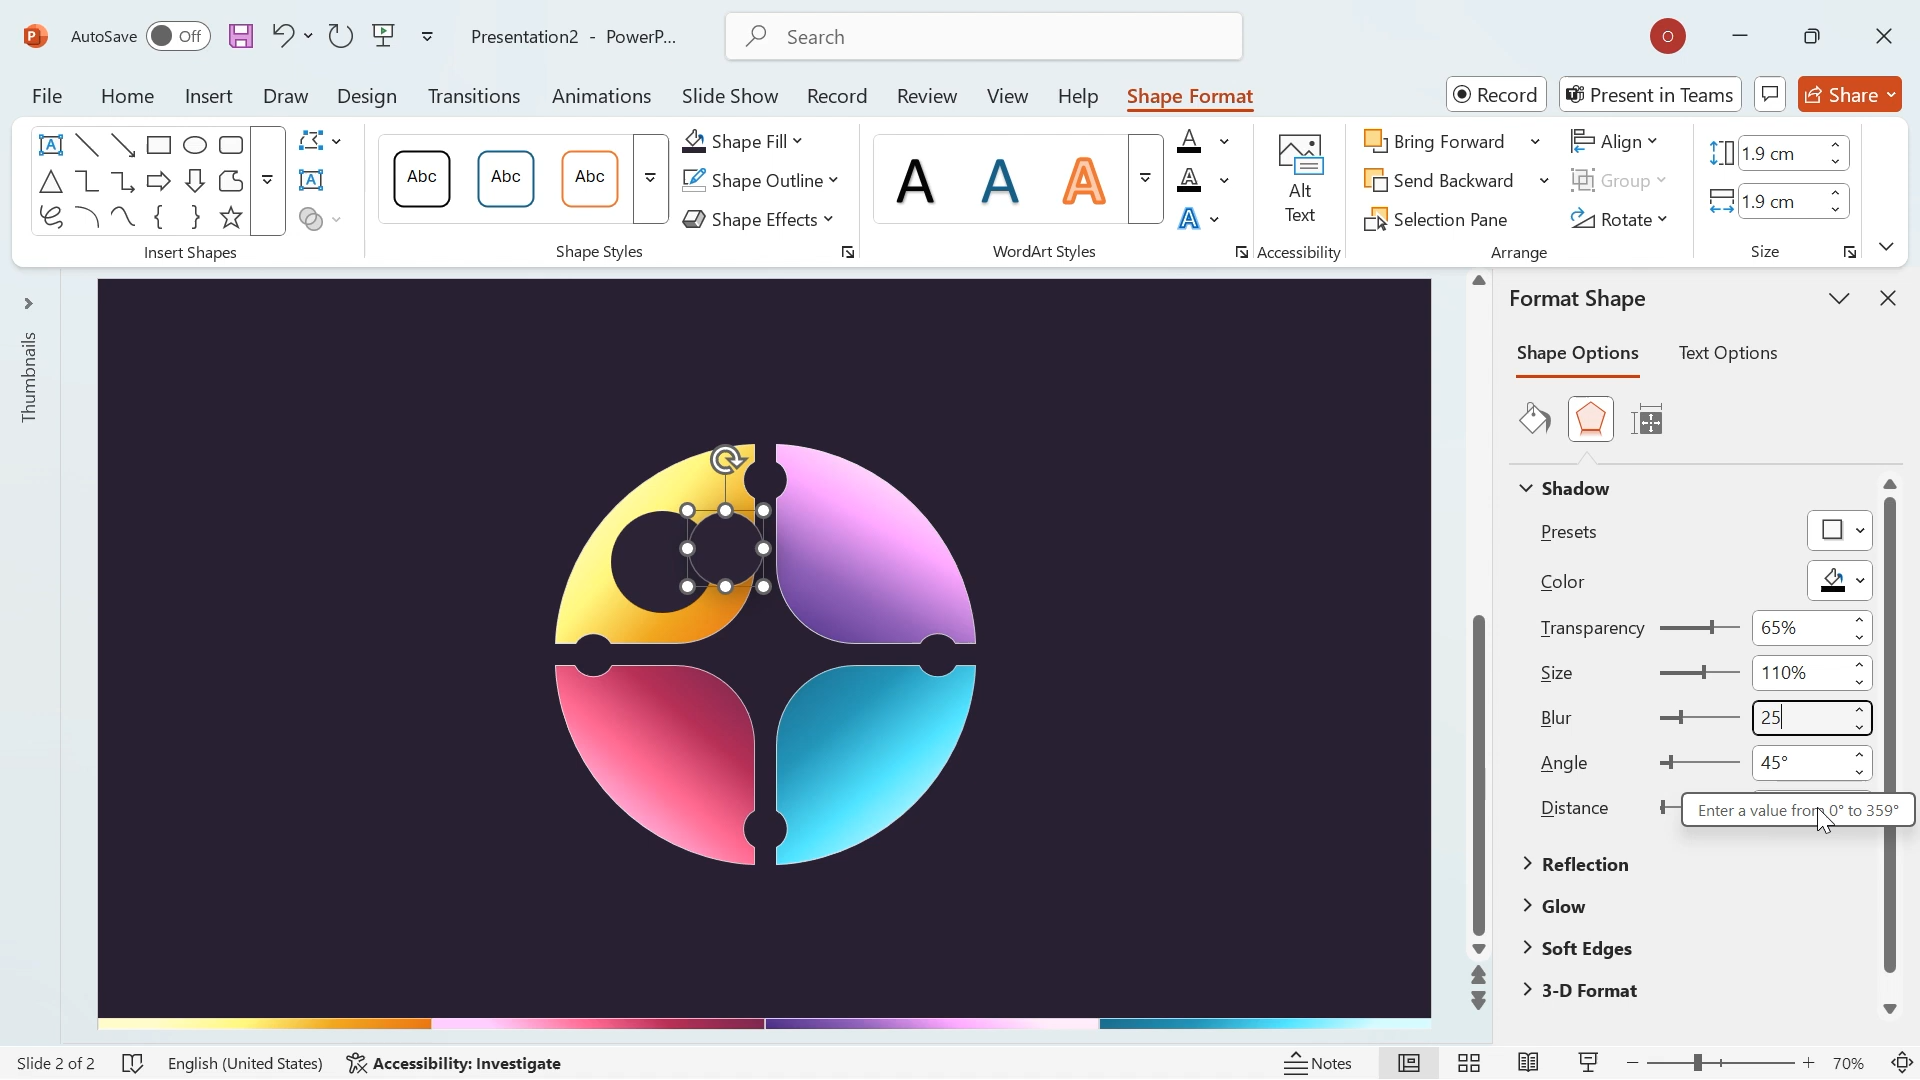 AutoSave Off Presentation2 - PowerP... Search O
File Home Insert Draw Design Transitions Animations Slide Show Record Review View Help Shape Format Record Present in Teams Share
Abc Abc Abc
Shape Fill
Shape Outline
Shape Effects
A A A
A
A
A
Alt
Text
Bring Forward
Send Backward
Selection Pane
Align
Group
Rotate
1.9 cm
1.9 cm
Insert Shapes Shape Styles WordArt Styles Accessibility Arrange Size
Thumbnails
Format Shape
Shape Options Text Options
Shadow
Presets
Color
Transparency 65%
Size 110%
Blur 25
Angle 45°
Distance
Enter a value from 0° to 359°
Reflection
Glow
Soft Edges
3-D Format
Slide 2 of 2 English (United States) Accessibility: Investigate Notes 70%